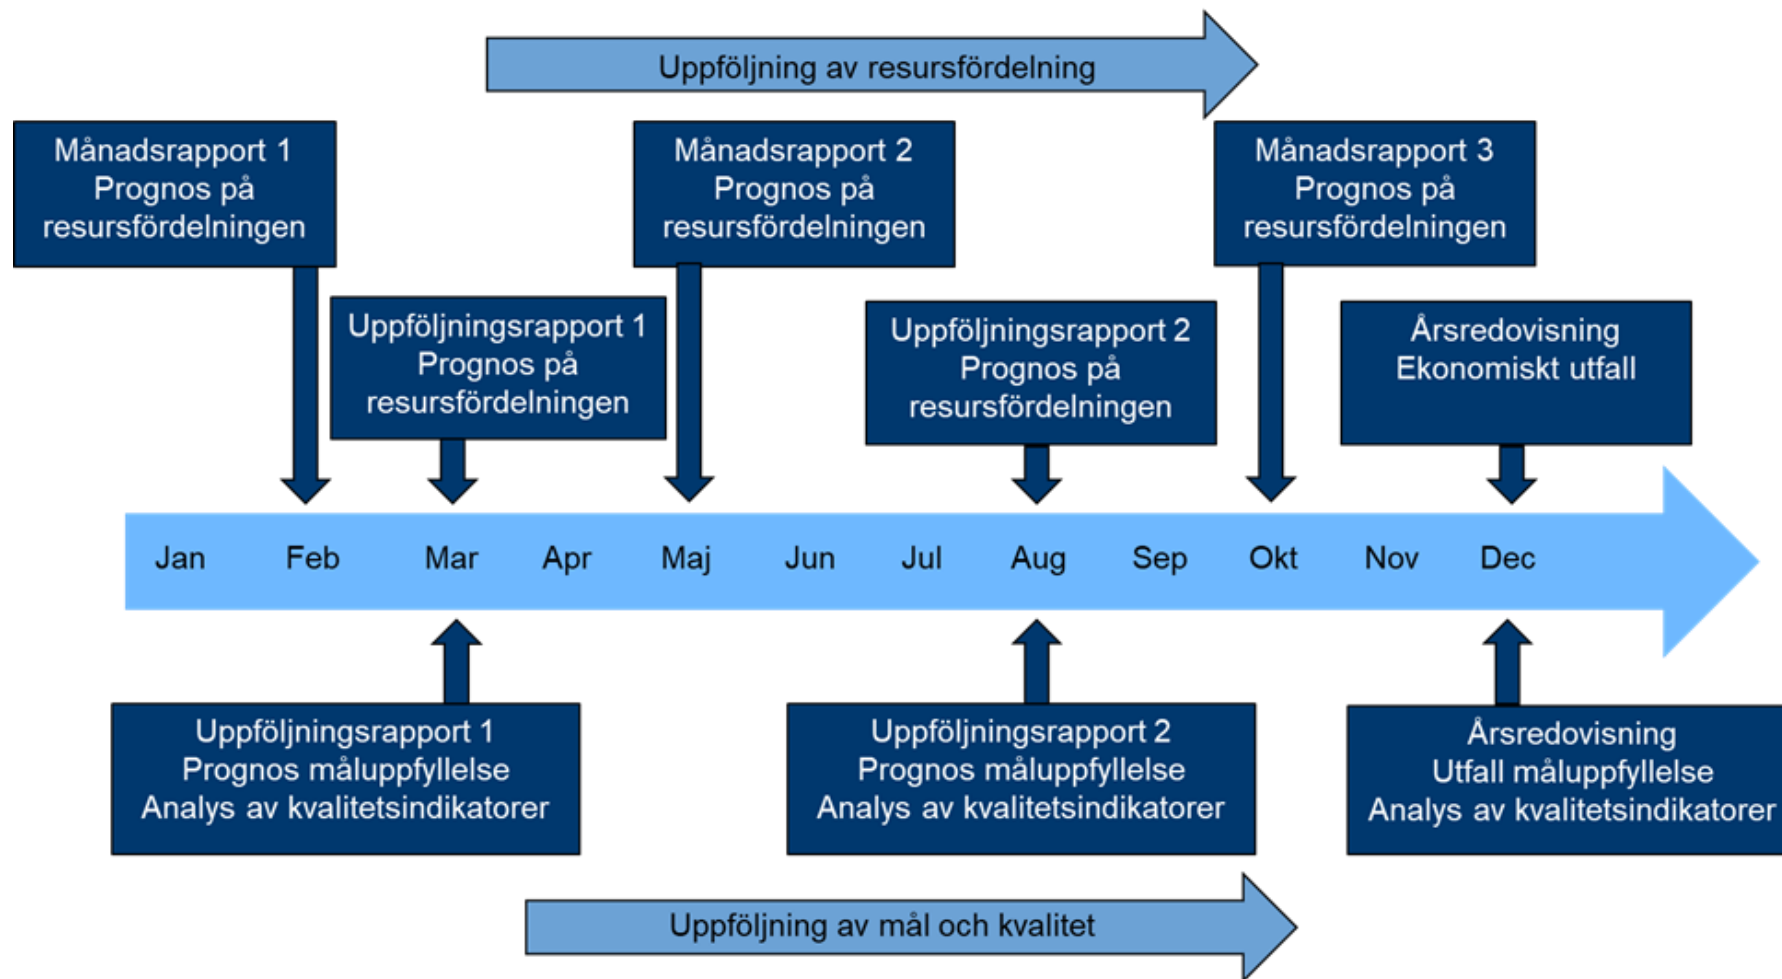 Uppföljning av resursfördelning
Månadsrapport 1
Prognos på
resursfördelningen
Månadsrapport 2
Prognos på
resursfördelningen
Månadsrapport 3
Prognos på
resursfördelningen
Uppföljningsrapport 1
Prognos på
resursfördelningen
Uppföljningsrapport 2
Prognos på
resursfördelningen
Årsredovisning
Ekonomiskt utfall
Jan Feb Mar Apr Maj Jun Jul Aug Sep Okt Nov Dec
Uppföljningsrapport 1
Prognos måluppfyllelse
Analys av kvalitetsindikatorer
Uppföljningsrapport 2
Prognos måluppfyllelse
Analys av kvalitetsindikatorer
Årsredovisning
Utfall måluppfyllelse
Analys av kvalitetsindikatorer
Uppföljning av mål och kvalitet